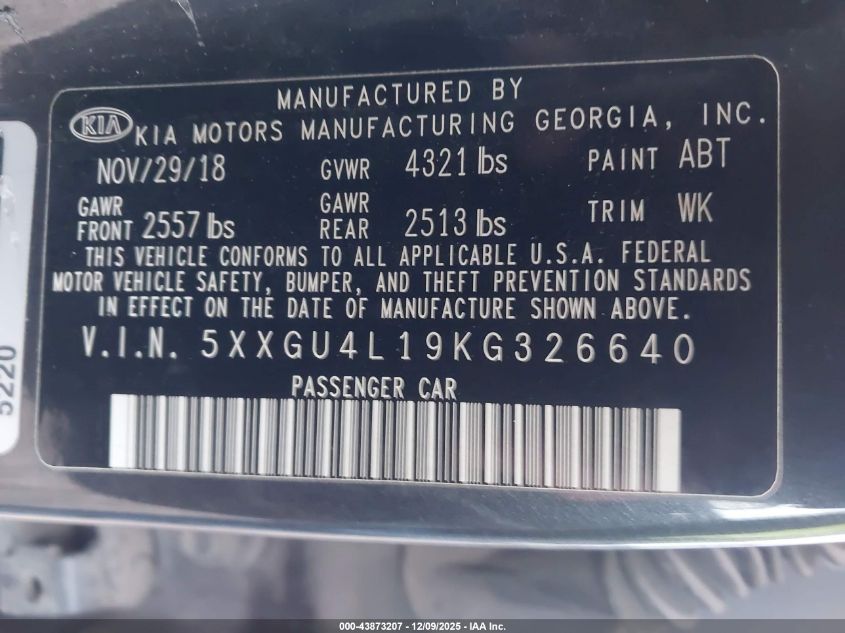 MANUFACTURED BY
KIA KIA MOTORS MANUFACTURING GEORGIA, INC.
NOV/29/18 GVWR 4321 lbs PAINT ABT
GAWR FRONT 2557 lbs GAWR REAR 2513 lbs TRIM WK
THIS VEHICLE CONFORMS TO ALL APPLICABLE U.S.A. FEDERAL
MOTOR VEHICLE SAFETY, BUMPER, AND THEFT PREVENTION STANDARDS
IN EFFECT ON THE DATE OF MANUFACTURE SHOWN ABOVE.
V.I.N. 5XXGU4L19KG326640
PASSENGER CAR
5220
000-43873207 - 12/09/2025 - IAA Inc.